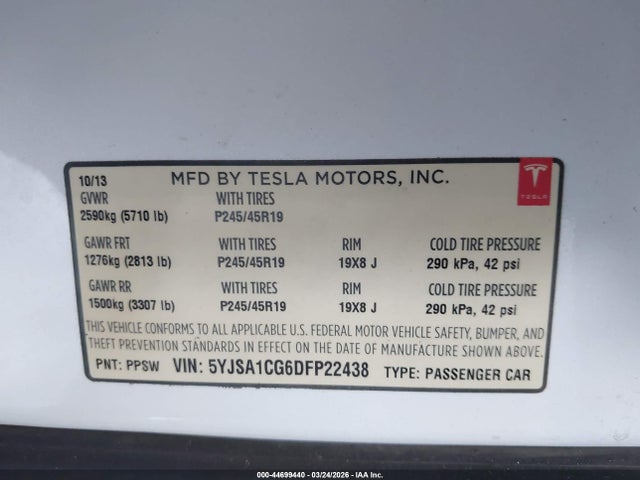 10/13 MFD BY TESLA MOTORS, INC.
TESLA
GVWR WITH TIRES
2590kg (5710 lb) P245/45R19
GAWR FRT WITH TIRES RIM COLD TIRE PRESSURE
1276kg (2813 lb) P245/45R19 19X8 J 290 kPa, 42 psi
GAWR RR WITH TIRES RIM COLD TIRE PRESSURE
1500kg (3307 lb) P245/45R19 19X8 J 290 kPa, 42 psi
THIS VEHICLE CONFORMS TO ALL APPLICABLE U.S. FEDERAL MOTOR VEHICLE SAFETY, BUMPER, AND
THEFT PREVENTION STANDARDS IN EFFECT ON THE DATE OF MANUFACTURE SHOWN ABOVE.
PNT: PPSW VIN: 5YJSA1CG6DFP22438 TYPE: PASSENGER CAR
000-44699440 - 03/24/2026 - IAA Inc.